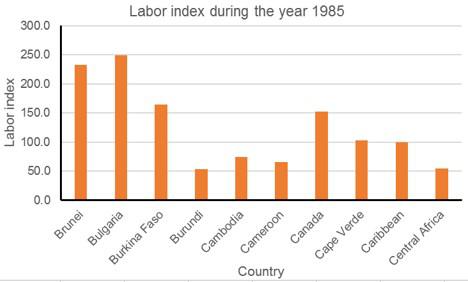 Labor index during the year 1985
300.0
250.0
200.0
150.0
100.0
50.0
0.0
Labor index
Brunei
Bulgaria
Burkina Faso
Burundi
Cambodia
Cameroon
Canada
Cape Verde
Caribbean
Central Africa
Country